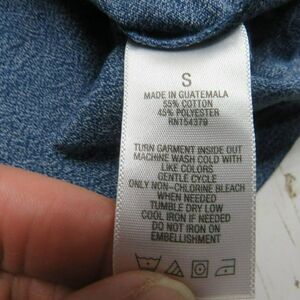 S
MADE IN GUATEMALA
55% COTTON
45% POLYESTER
RN154379
TURN GARMENT INSIDE OUT
MACHINE WASH COLD WITH
LIKE COLORS
GENTLE CYCLE
ONLY NON-CHLORINE BLEACH
WHEN NEEDED
TUMBLE DRY LOW
COOL IRON IF NEEDED
DO NOT IRON ON
EMBELLISHMENT